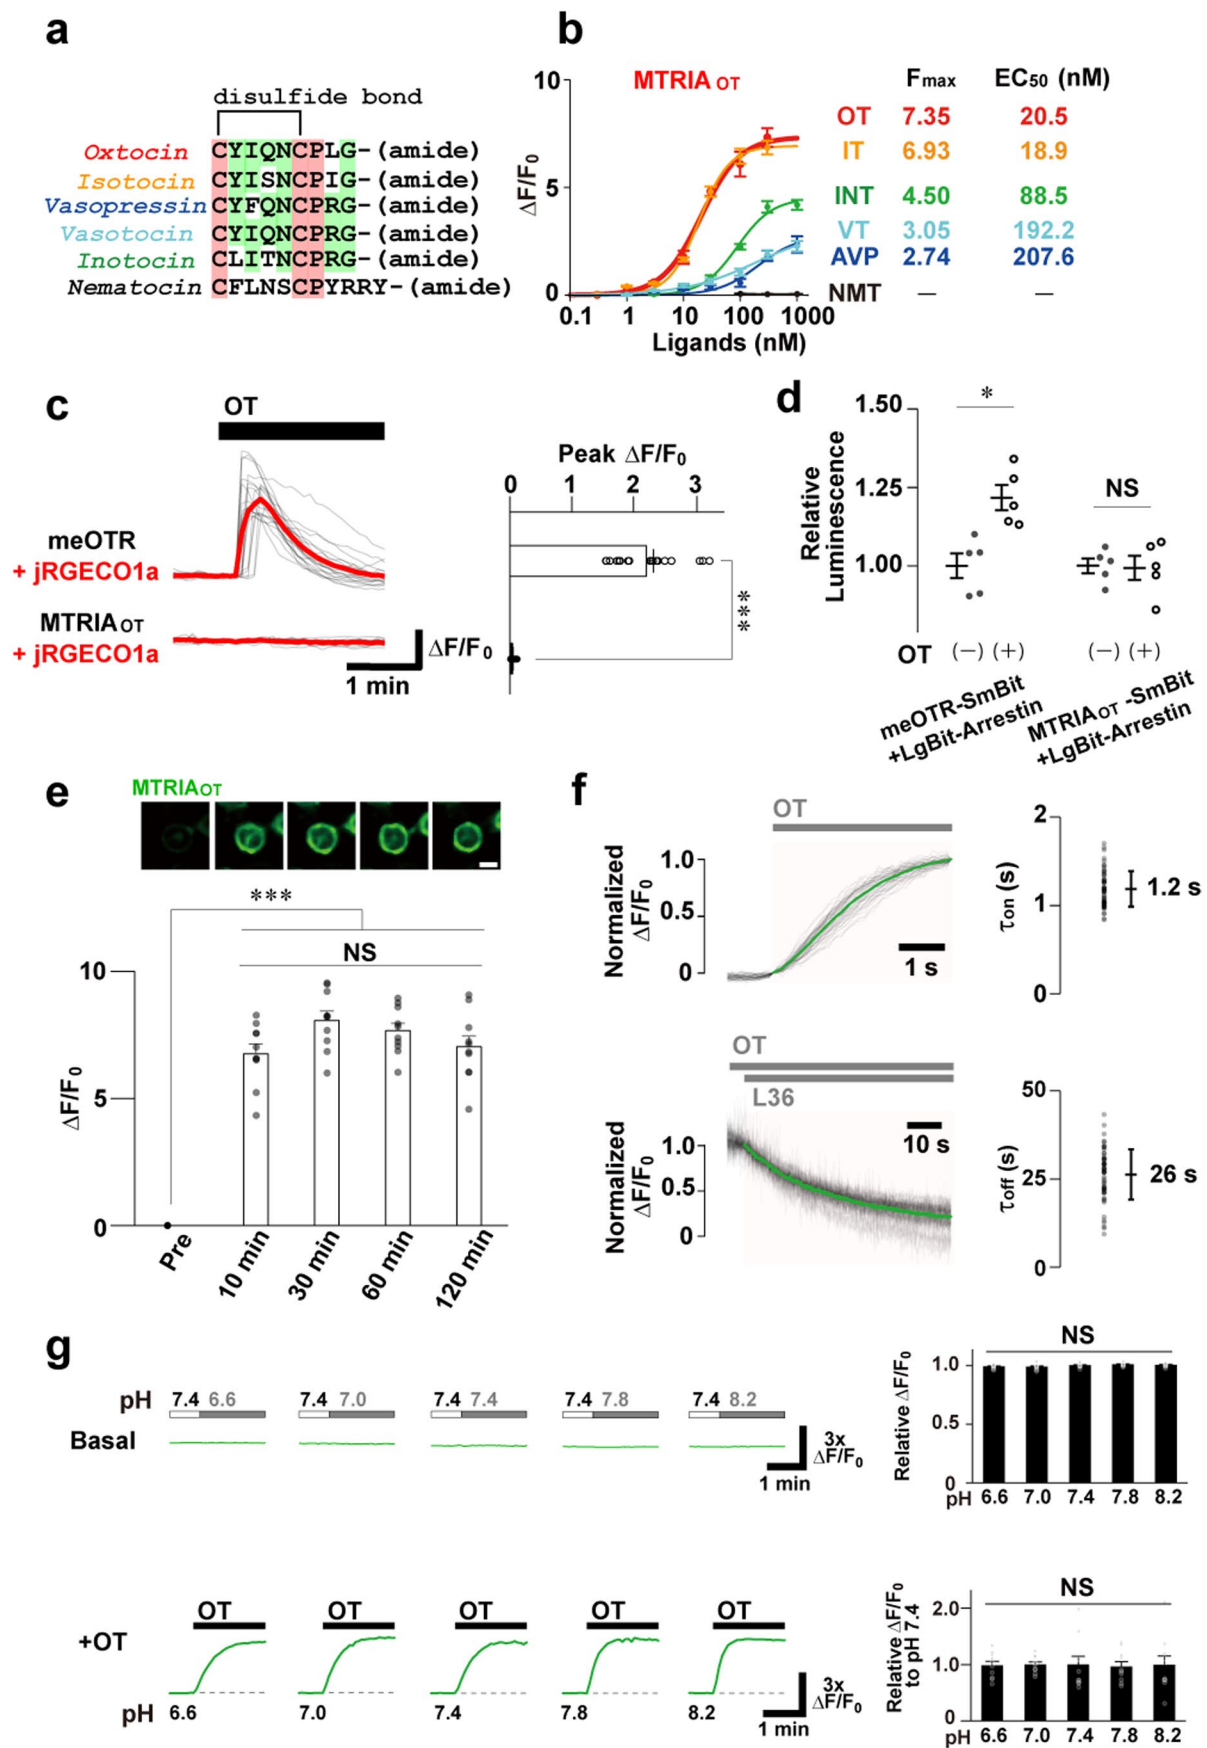 a
disulfide bond
Oxtocin CYIQNCPLG-(amide)
Isotocin CYISNCPIG-(amide)
Vasopressin CYFQNCPRG-(amide)
Vasotocin CYIQNCPRG-(amide)
Inotocin CLITNCPRG-(amide)
Nematocin CFLNSCPYRRY-(amide)
b
MTRIA OT
10
5
0
ΔF/F0
0.1 1 10 100 1000
Ligands (nM)
Fmax EC50 (nM)
OT 7.35 20.5
IT 6.93 18.9
INT 4.50 88.5
VT 3.05 192.2
AVP 2.74 207.6
NMT — —
c
OT
meOTR
+ jRGECO1a
MTRIA OT
+ jRGECO1a
ΔF/F0
1 min
Peak ΔF/F0
0 1 2 3
***
d
1.50
1.25
1.00
Relative
Luminescence
*
NS
OT (−) (+) (−) (+)
meOTR-SmBit
+LgBit-Arrestin
MTRIAOT -SmBit
+LgBit-Arrestin
e
MTRIAOT
***
NS
10
5
0
ΔF/F0
Pre
10 min
30 min
60 min
120 min
f
OT
Normalized
ΔF/F0
1.0
0.5
0
1 s
τon (s)
2
1
0
1.2 s
OT
L36
Normalized
ΔF/F0
1.0
0.5
0
10 s
τoff (s)
50
25
0
26 s
g
pH 7.4 6.6 7.4 7.0 7.4 7.4 7.4 7.8 7.4 8.2
Basal
3x
ΔF/F0
1 min
NS
Relative ΔF/F0
1.0
0.5
0
pH 6.6 7.0 7.4 7.8 8.2
OT OT OT OT OT
+OT
pH 6.6 7.0 7.4 7.8 8.2
3x
ΔF/F0
1 min
NS
Relative ΔF/F0
to pH 7.4
2.0
1.0
0
pH 6.6 7.0 7.4 7.8 8.2